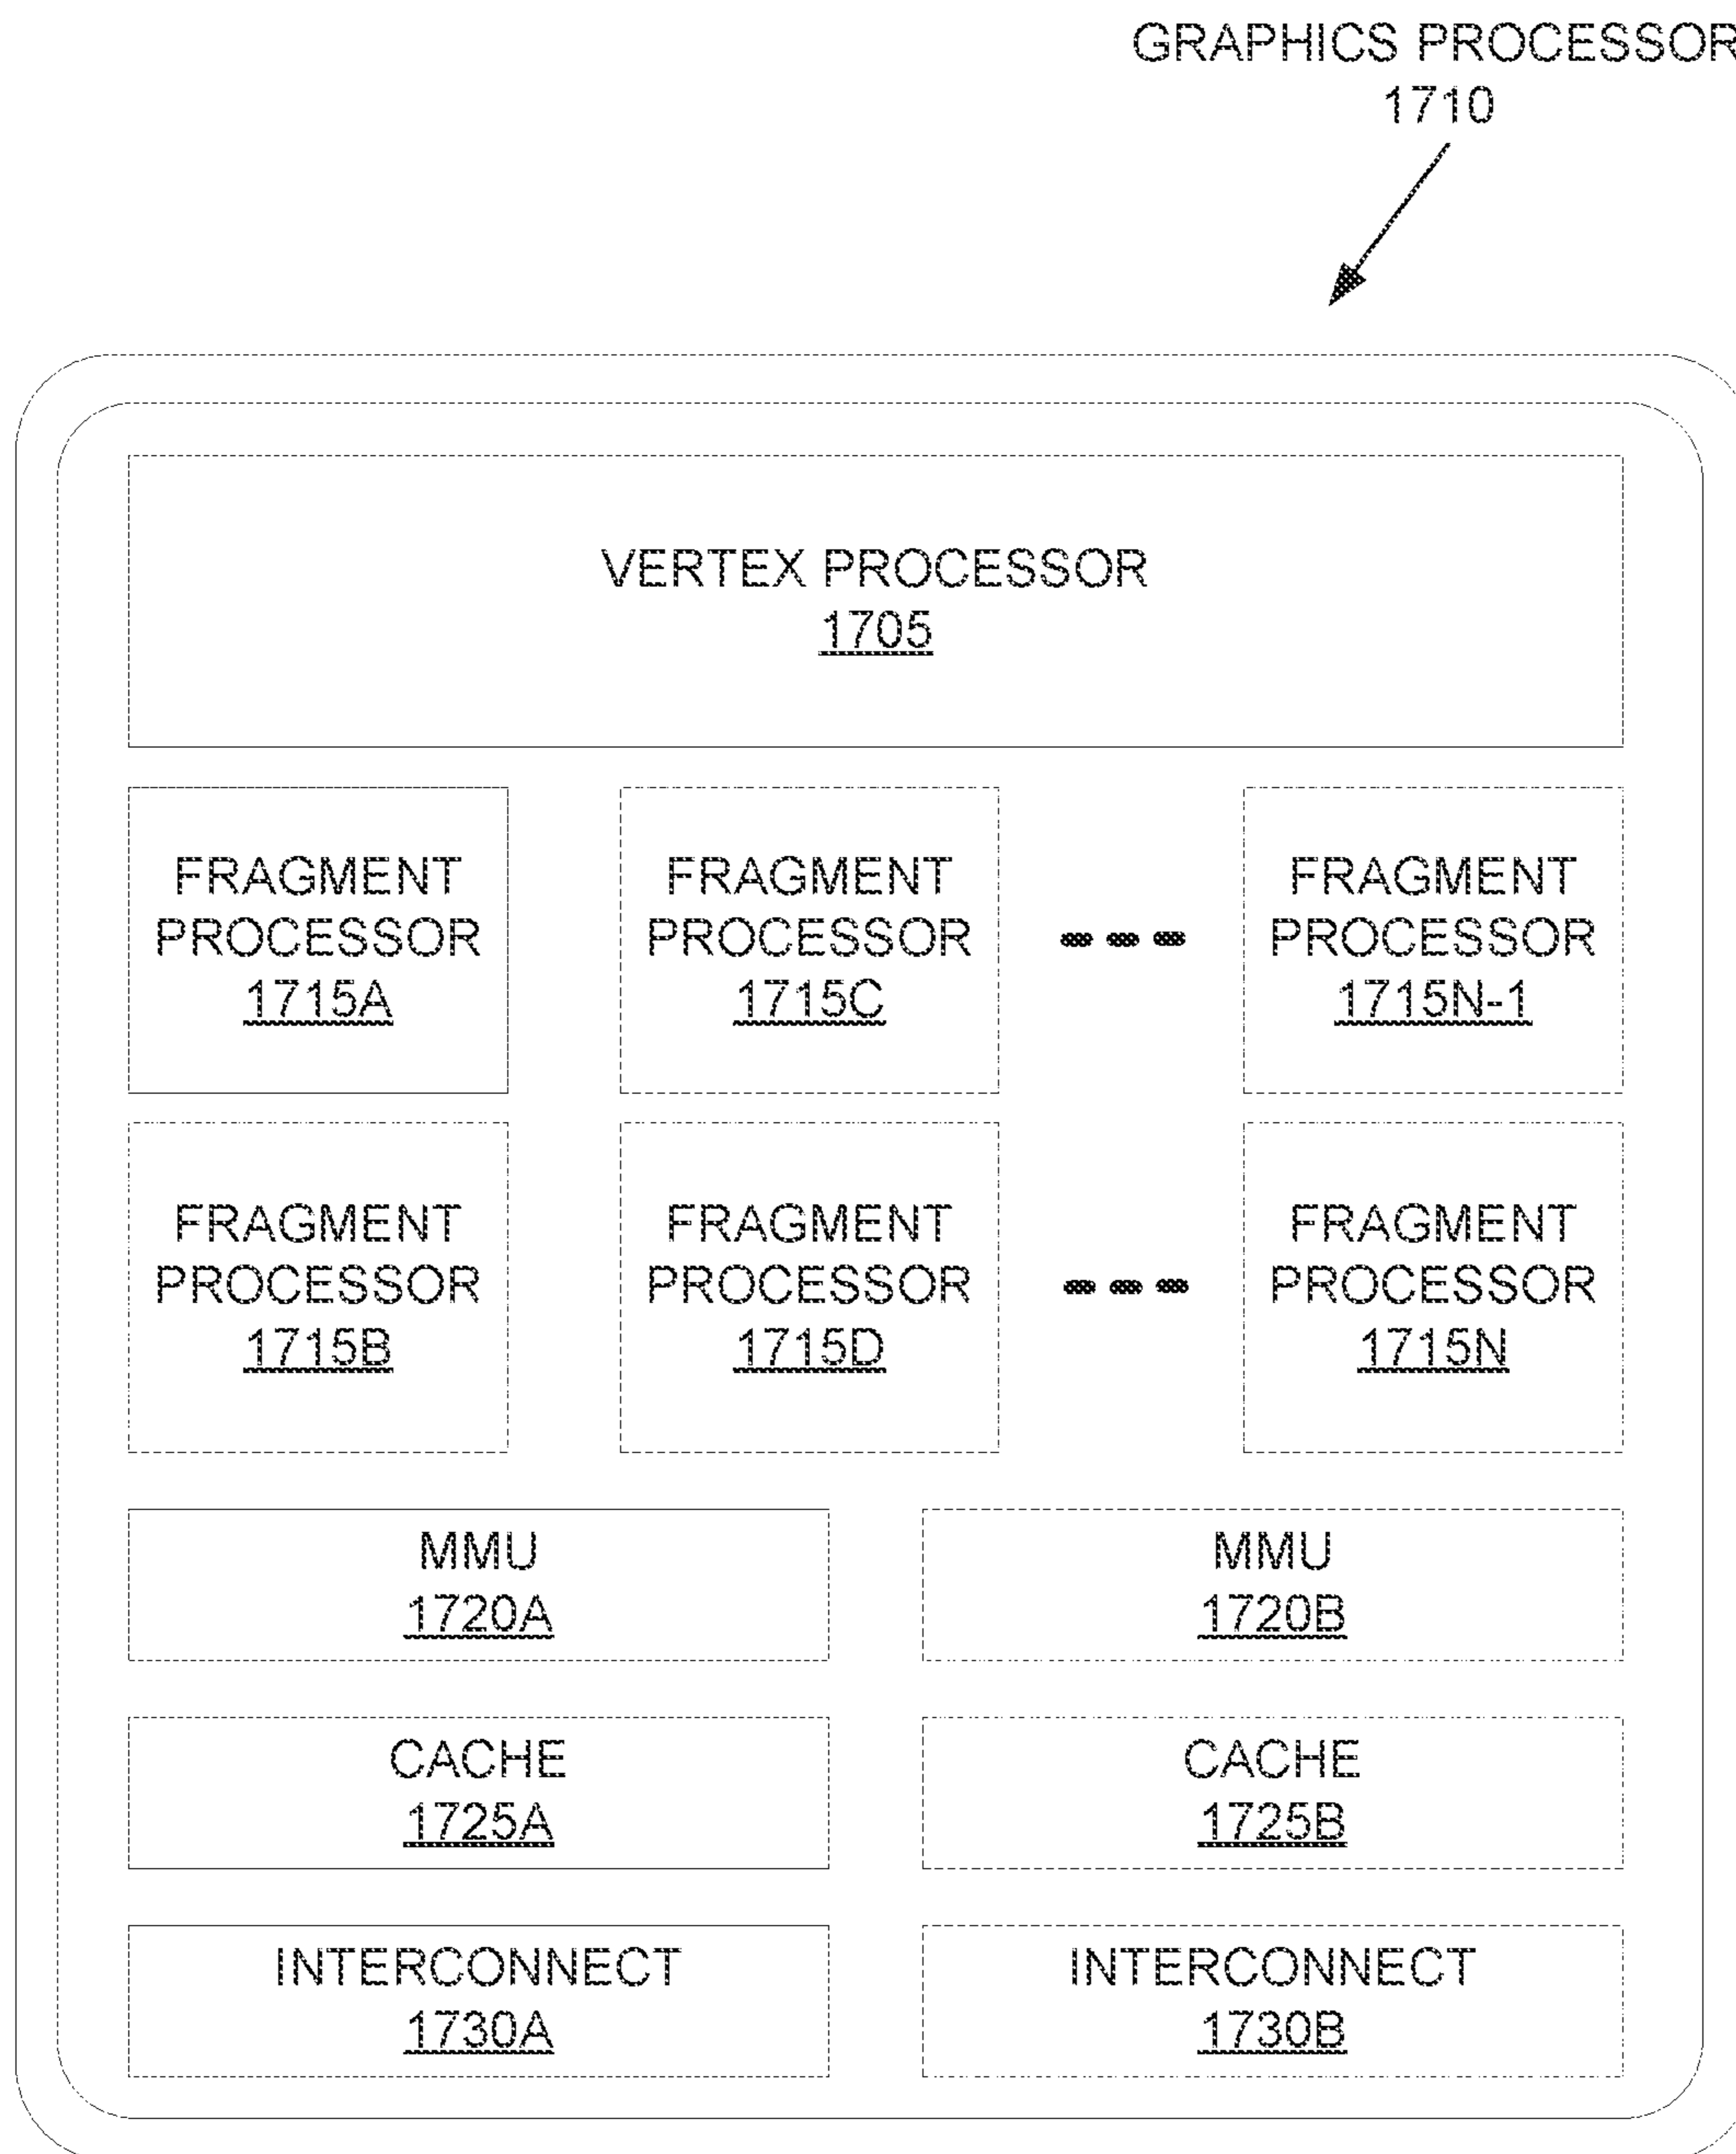 GRAPHICS PROCESSOR
1710
VERTEX PROCESSOR
1705
FRAGMENT
PROCESSOR
1715A
FRAGMENT
PROCESSOR
1715C
FRAGMENT
PROCESSOR
1715N-1
FRAGMENT
PROCESSOR
1715B
FRAGMENT
PROCESSOR
1715D
FRAGMENT
PROCESSOR
1715N
MMU
1720A
MMU
1720B
CACHE
1725A
CACHE
1725B
INTERCONNECT
1730A
INTERCONNECT
1730B